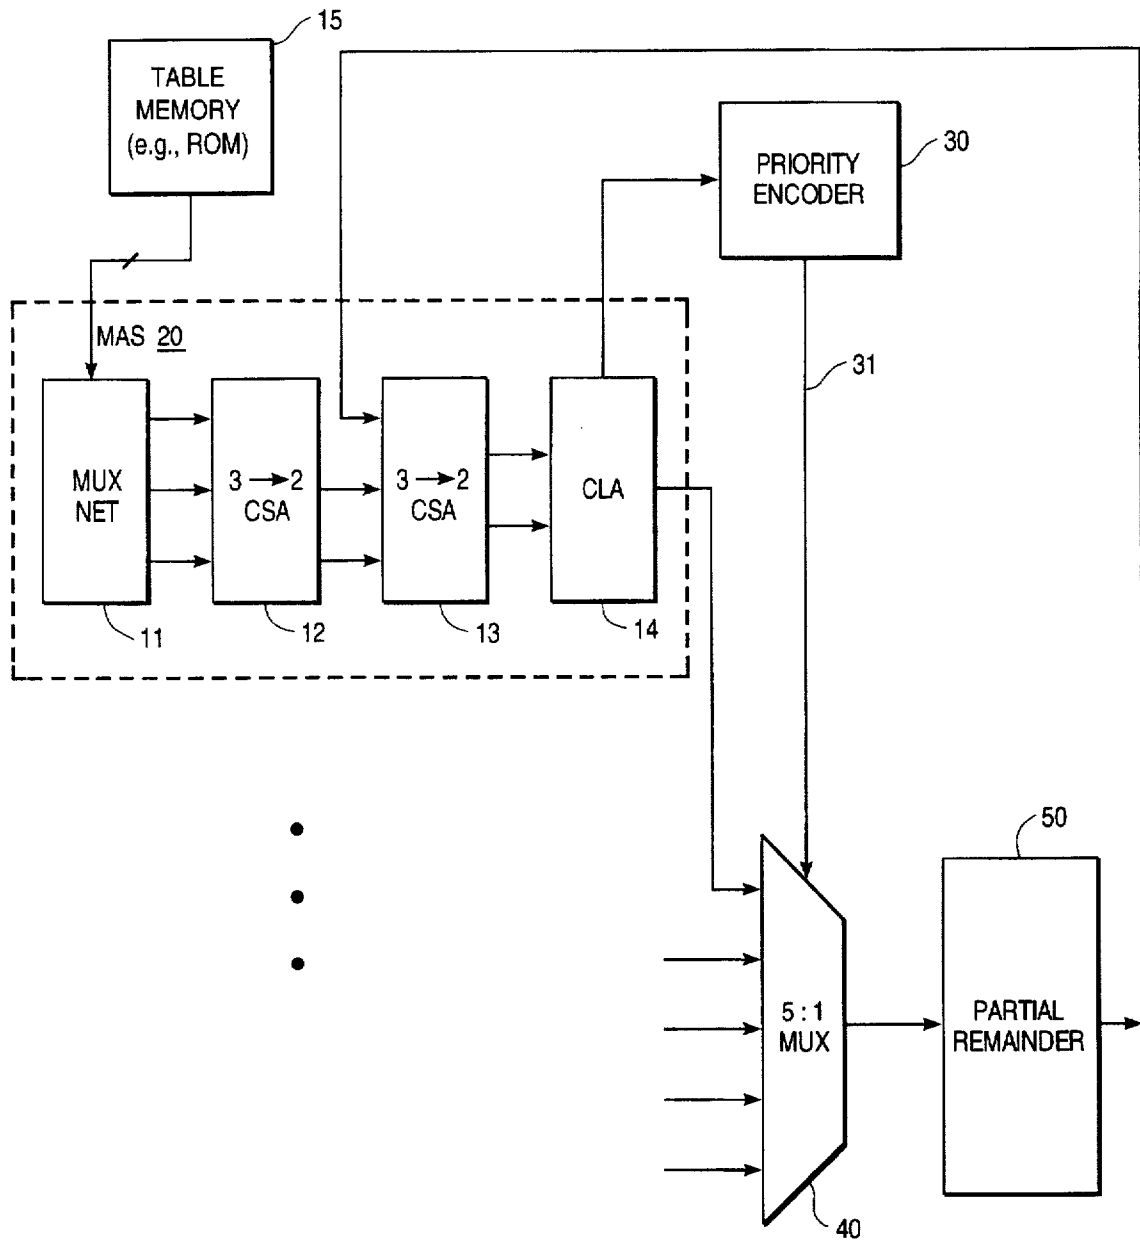 15
TABLE
MEMORY
(e.g., ROM)
PRIORITY
ENCODER
30
MAS 20
31
MUX
NET
3 → 2
CSA
3 → 2
CSA
CLA
11
12
13
14
50
5 : 1
MUX
PARTIAL
REMAINDER
40